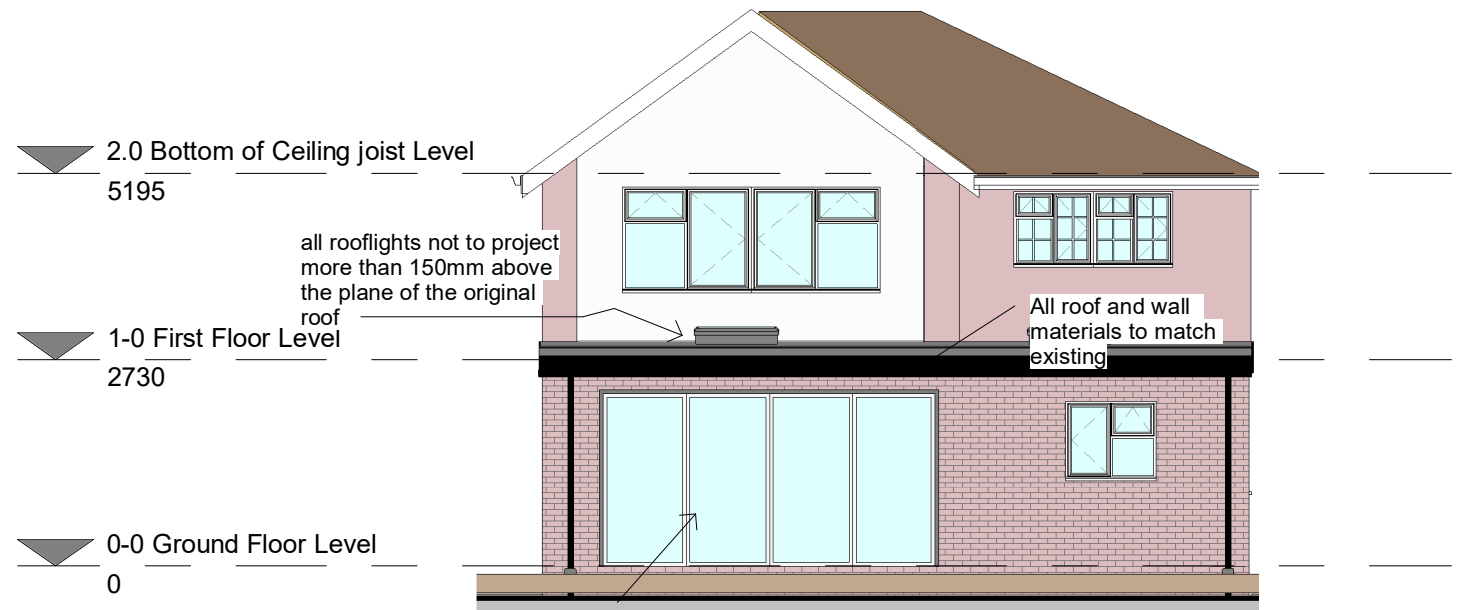 2.0 Bottom of Ceiling joist Level
5195
all rooflights not to project
more than 150mm above
the plane of the original
roof
All roof and wall
materials to match
existing
1-0 First Floor Level
2730
0-0 Ground Floor Level
0